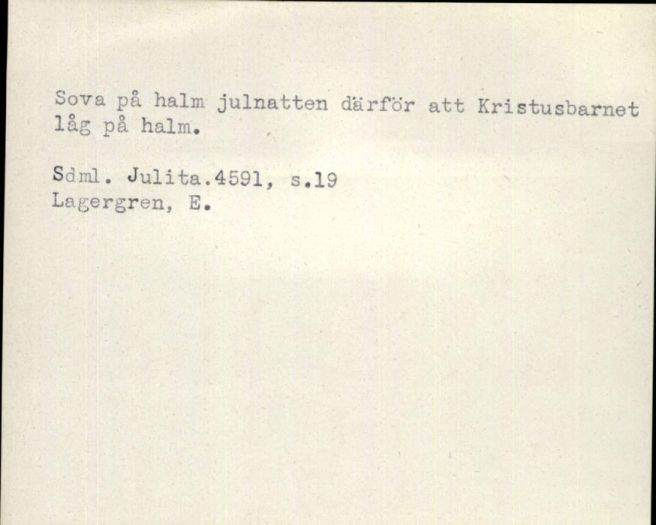 Sova på halm julnatten därför att Kristusbarnet
låg på halm.
Sdml. Julita.4591, s.19
Lagergren, E.